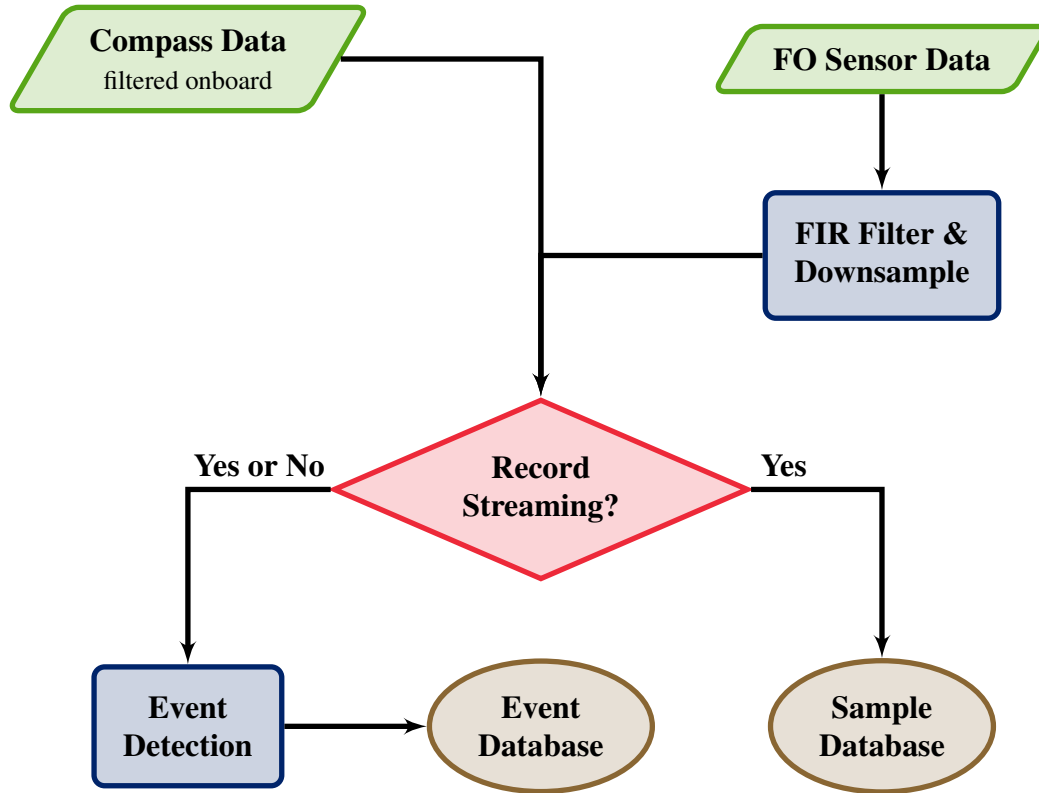 Compass Data
filtered onboard
FO Sensor Data
FIR Filter &
Downsample
Record
Streaming?
Yes or No
Yes
Event
Detection
Event
Database
Sample
Database